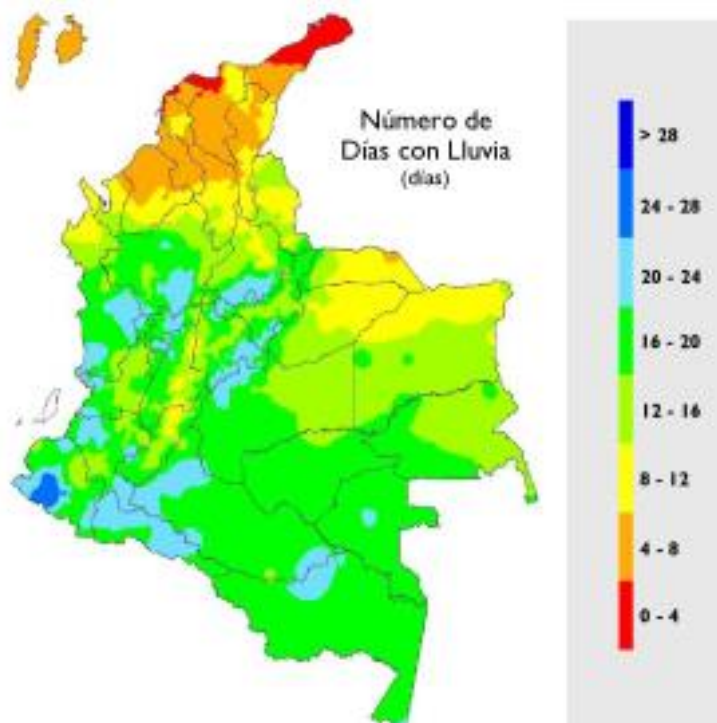 Número de
Días con Lluvia
(días)
> 28
24 - 28
20 - 24
16 - 20
12 - 16
8 - 12
4 - 8
0 - 4